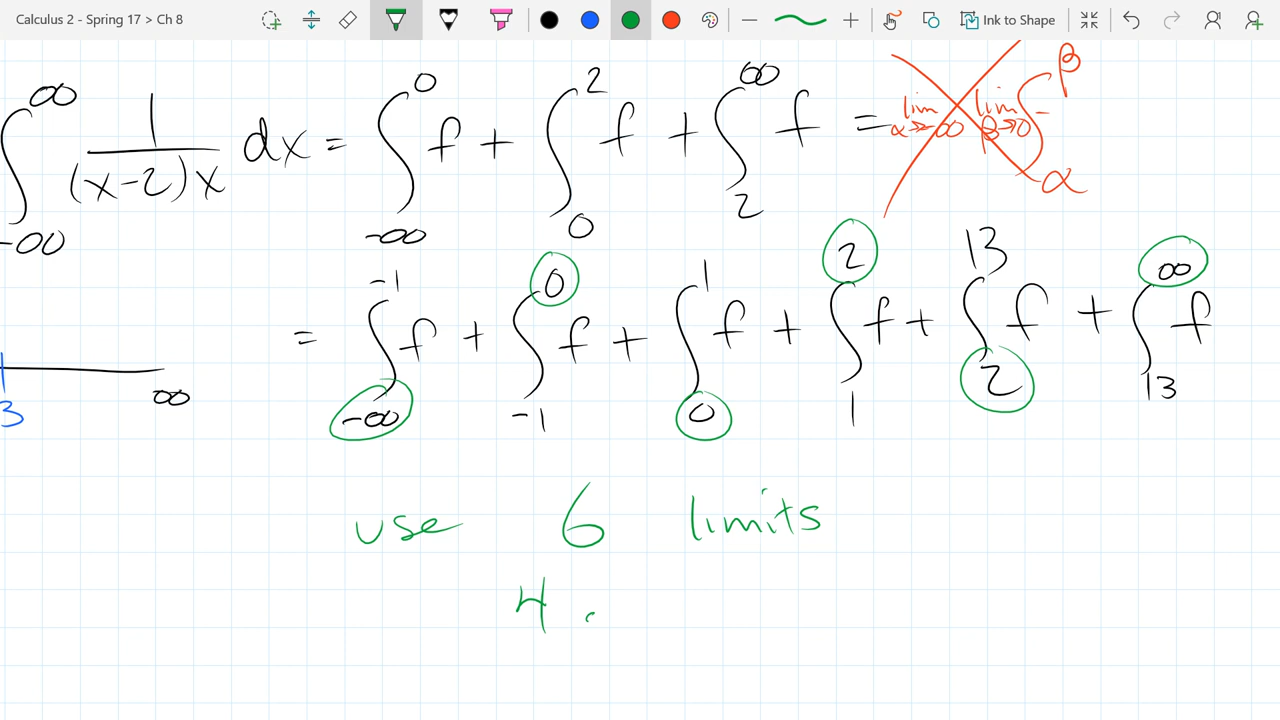 Calculus 2 - Spring 17 > Ch 8
Ink to Shape
∫_{-∞}^{∞} 1/((x-2)x) dx = ∫_{-∞}^{0} f + ∫_{0}^{2} f + ∫_{2}^{∞} f = lim_{α→-∞} lim_{β→0} ∫_{α}^{β}
= ∫_{-∞}^{-1} f + ∫_{-1}^{0} f + ∫_{0}^{1} f + ∫_{1}^{2} f + ∫_{2}^{13} f + ∫_{13}^{∞} f
3 ∞
use 6 limits
4 .